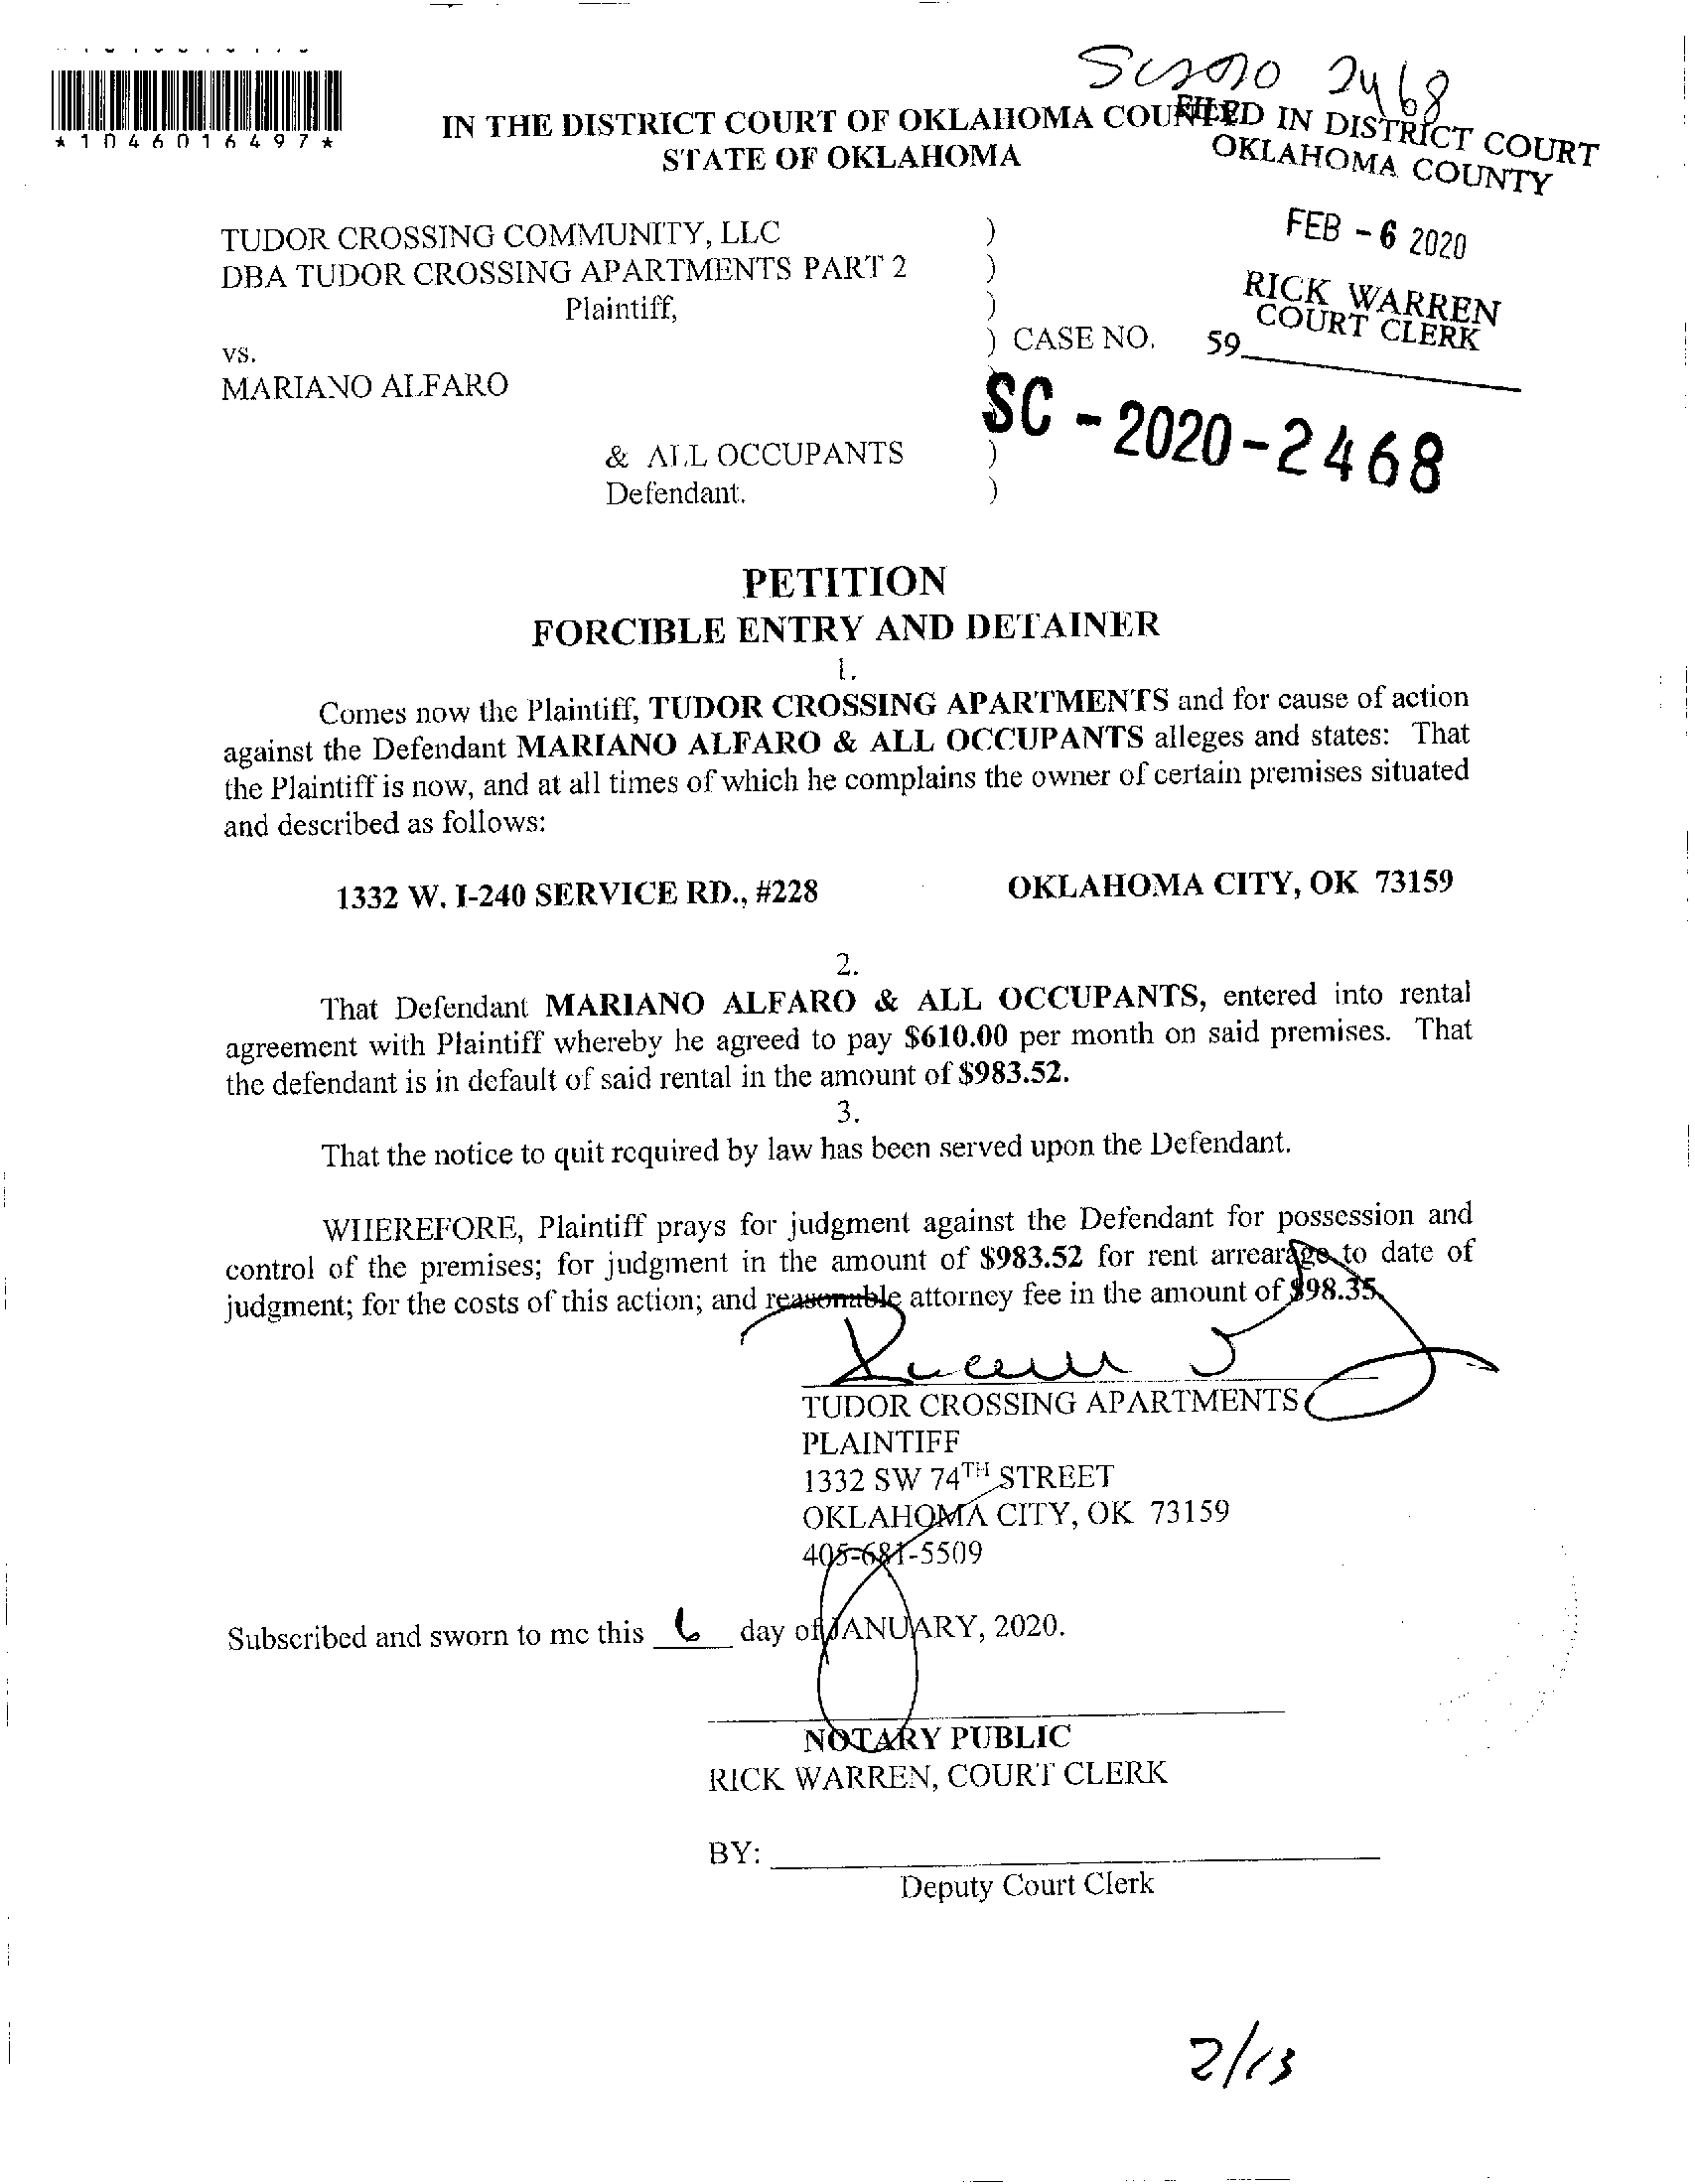 SC2020 2468
*1046016497*
IN THE DISTRICT COURT OF OKLAHOMA COUNTY
STATE OF OKLAHOMA
FILED IN DISTRICT COURT
OKLAHOMA COUNTY
FEB - 6 2020
RICK WARREN
COURT CLERK
59
TUDOR CROSSING COMMUNITY, LLC )
DBA TUDOR CROSSING APARTMENTS PART 2 )
Plaintiff, )
vs. ) CASE NO.
MARIANO ALFARO )
SC - 2020 - 2468
& ALL OCCUPANTS )
Defendant. )
PETITION
FORCIBLE ENTRY AND DETAINER
1.
Comes now the Plaintiff, TUDOR CROSSING APARTMENTS and for cause of action
against the Defendant MARIANO ALFARO & ALL OCCUPANTS alleges and states: That
the Plaintiff is now, and at all times of which he complains the owner of certain premises situated
and described as follows:
1332 W. I-240 SERVICE RD., #228 OKLAHOMA CITY, OK 73159
2.
That Defendant MARIANO ALFARO & ALL OCCUPANTS, entered into rental
agreement with Plaintiff whereby he agreed to pay $610.00 per month on said premises. That
the defendant is in default of said rental in the amount of $983.52.
3.
That the notice to quit required by law has been served upon the Defendant.
WHEREFORE, Plaintiff prays for judgment against the Defendant for possession and
control of the premises; for judgment in the amount of $983.52 for rent arrearage to date of
judgment; for the costs of this action; and reasonable attorney fee in the amount of $98.35.
TUDOR CROSSING APARTMENTS
PLAINTIFF
1332 SW 74TH STREET
OKLAHOMA CITY, OK 73159
405-681-5509
Subscribed and sworn to me this 6 day of JANUARY, 2020.
NOTARY PUBLIC
RICK WARREN, COURT CLERK
BY:
Deputy Court Clerk
2/13